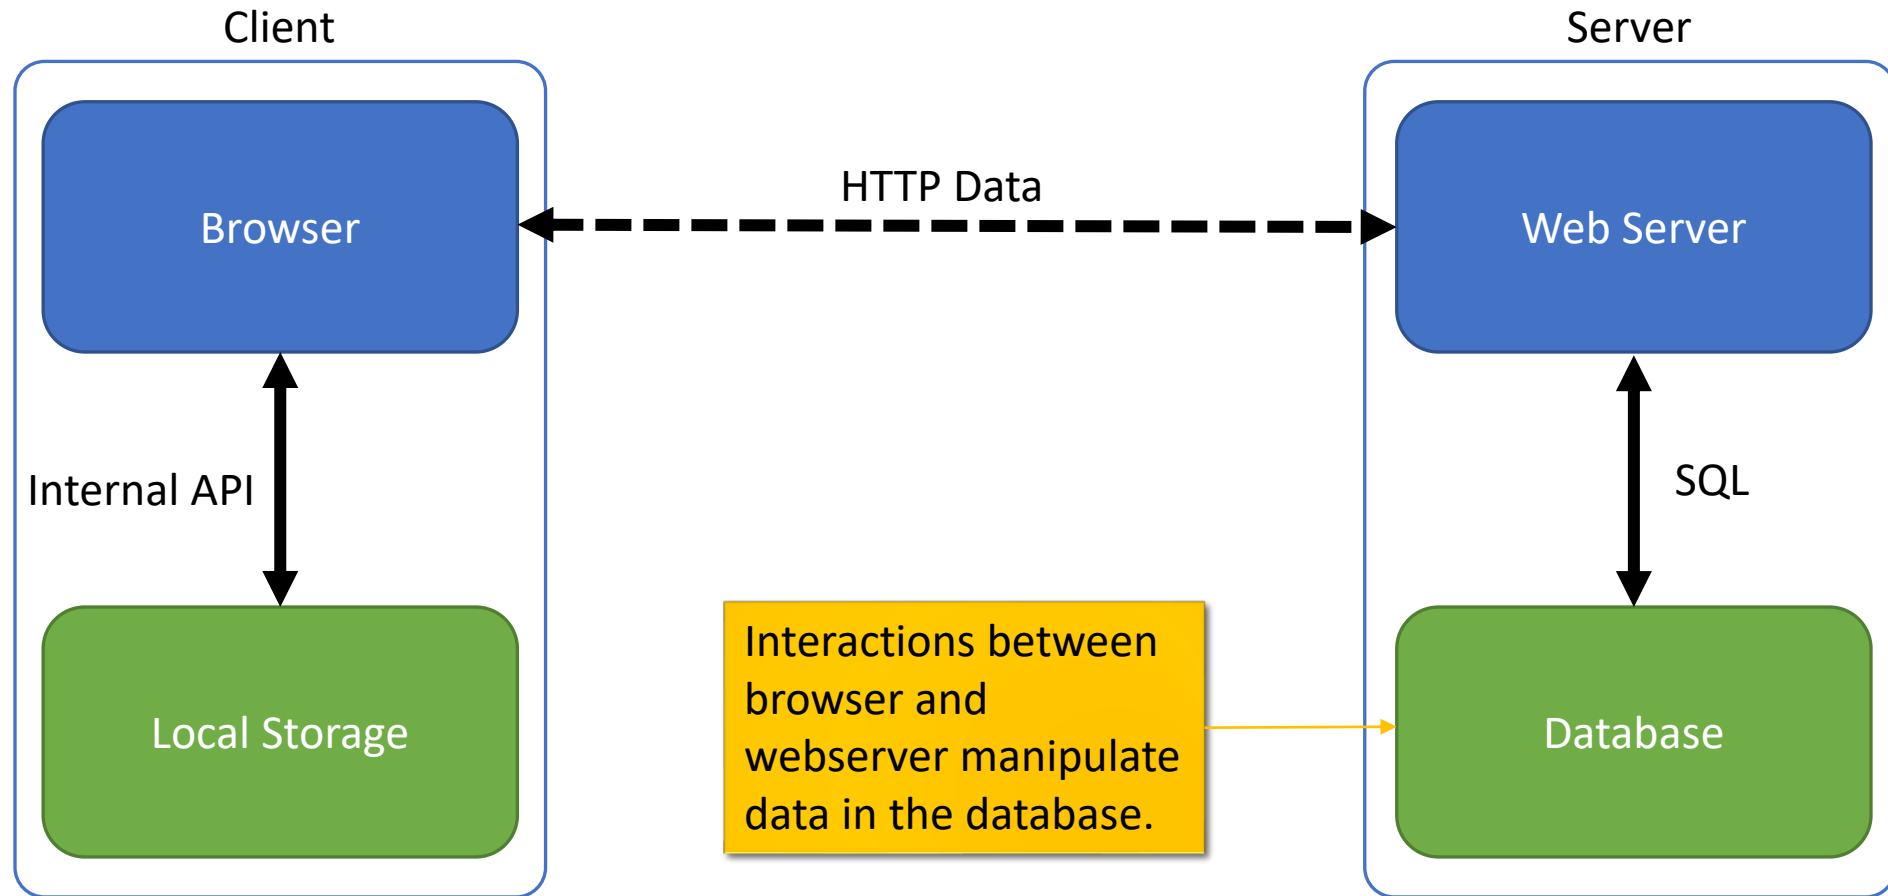 Client
Server
Browser
HTTP Data
Web Server
Internal API
SQL
Local Storage
Interactions between
browser and
webserver manipulate
data in the database.
Database